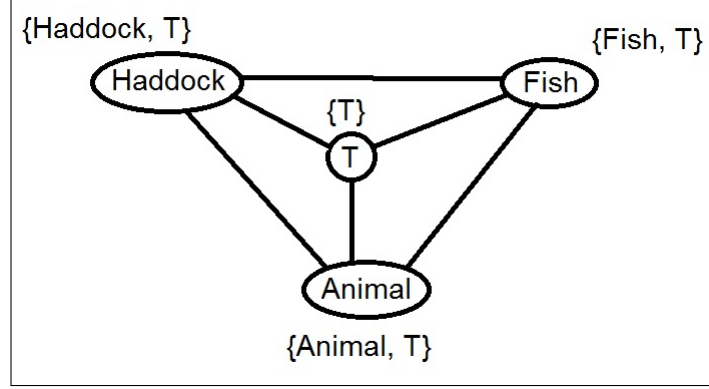 {Haddock, T}
{Fish, T}
Haddock
Fish
{T}
T
Animal
{Animal, T}